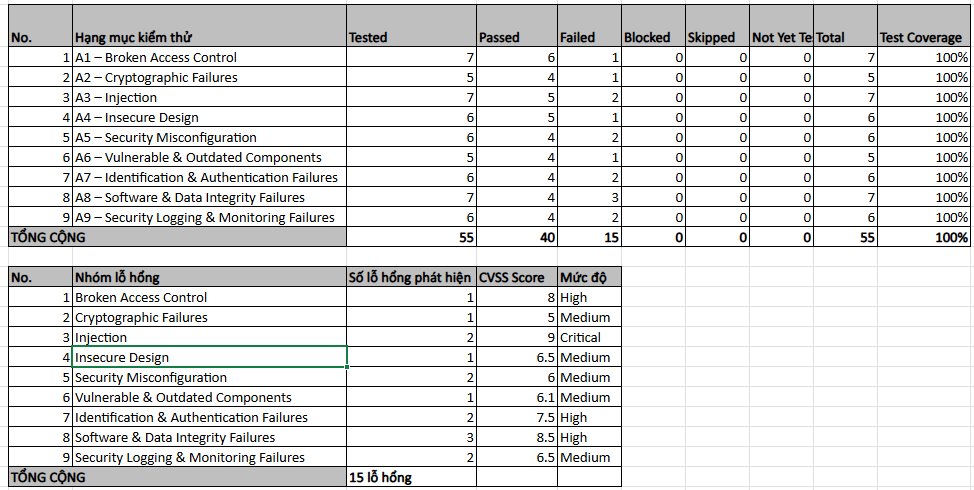 No. Hạng mục kiểm thử Tested Passed Failed Blocked Skipped Not Yet Te Total Test Coverage
1 A1 – Broken Access Control 7 6 1 0 0 0 7 100%
2 A2 – Cryptographic Failures 5 4 1 0 0 0 5 100%
3 A3 – Injection 7 5 2 0 0 0 7 100%
4 A4 – Insecure Design 6 5 1 0 0 0 6 100%
5 A5 – Security Misconfiguration 6 4 2 0 0 0 6 100%
6 A6 – Vulnerable & Outdated Components 5 4 1 0 0 0 5 100%
7 A7 – Identification & Authentication Failures 6 4 2 0 0 0 6 100%
8 A8 – Software & Data Integrity Failures 7 4 3 0 0 0 7 100%
9 A9 – Security Logging & Monitoring Failures 6 4 2 0 0 0 6 100%
TỔNG CỘNG 55 40 15 0 0 0 55 100%
No. Nhóm lỗ hổng Số lỗ hổng phát hiện CVSS Score Mức độ
1 Broken Access Control 1 8 High
2 Cryptographic Failures 1 5 Medium
3 Injection 2 9 Critical
4 Insecure Design 1 6.5 Medium
5 Security Misconfiguration 2 6 Medium
6 Vulnerable & Outdated Components 1 6.1 Medium
7 Identification & Authentication Failures 2 7.5 High
8 Software & Data Integrity Failures 3 8.5 High
9 Security Logging & Monitoring Failures 2 6.5 Medium
TỔNG CỘNG 15 lỗ hổng